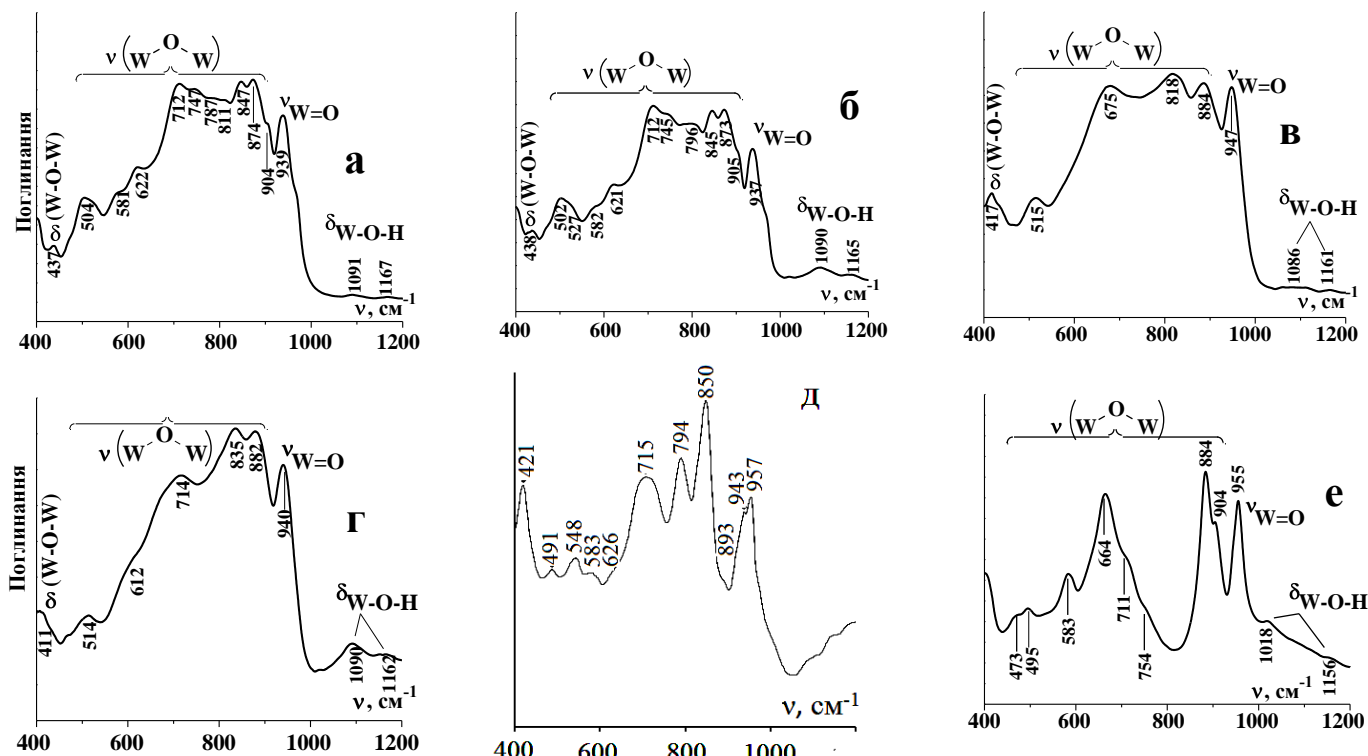 Поглинання
ν (W O W)
δ (W-O-W)
437
504
581
622
712
747
787
811
847
874
904
939
νW=O
а
δW-O-H
1091
1167
ν, см-1
400 600 800 1000 1200
ν (W O W)
δ (W-O-W)
438
502
527
582
621
712
745
796
845
873
905
937
νW=O
б
δW-O-H
1090
1165
400 600 800 1000 1200
ν (W O W)
δ (W-O-W)
417
515
675
818
884
947
νW=O
в
δW-O-H
1086
1161
ν, см-1
400 600 800 1000 1200
Поглинання
ν (W O W)
δ (W-O-W)
411
514
612
714
835
882
940
νW=O
г
δW-O-H
1090
1162
ν, см-1
400 600 800 1000 1200
д
421
491
548
583
626
715
794
850
893
943
957
ν, см-1
400 600 800 1000
ν (W O W)
473
495
583
664
711
754
884
904
955
νW=O
е
δW-O-H
1018
1156
ν, см-1
400 600 800 1000 1200